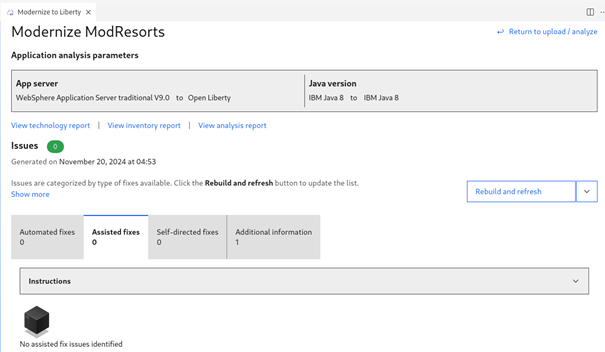 Modernize to Liberty
Modernize ModResorts
Return to upload / analyze
Application analysis parameters
App server
WebSphere Application Server traditional V9.0 to Open Liberty
Java version
IBM Java 8 to IBM Java 8
View technology report | View inventory report | View analysis report
Issues 0
Generated on November 20, 2024 at 04:53
Issues are categorized by type of fixes available. Click the Rebuild and refresh button to update the list.
Show more
Rebuild and refresh
Automated fixes
0
Assisted fixes
0
Self-directed fixes
0
Additional information
1
Instructions
No assisted fix issues identified